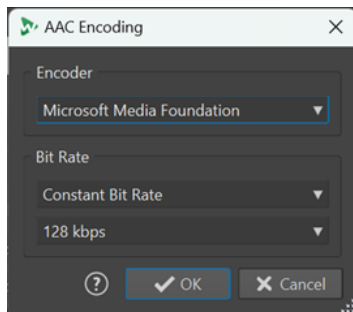 AAC Encoding
Encoder
Microsoft Media Foundation
Bit Rate
Constant Bit Rate
128 kbps
? OK Cancel